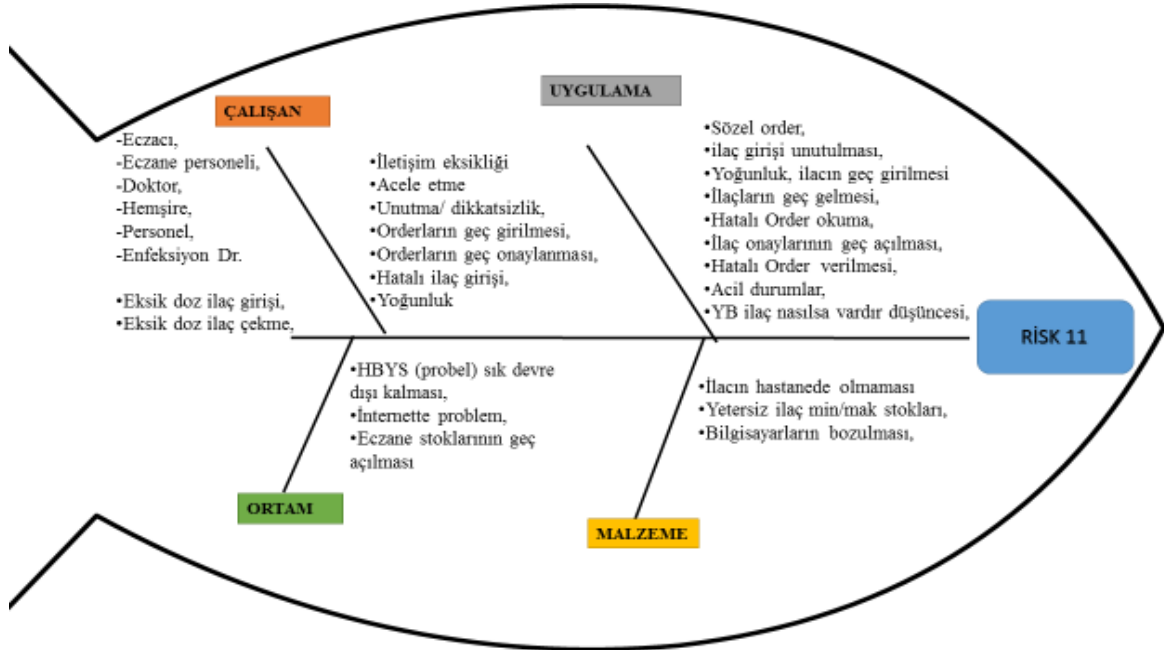 ÇALIŞAN
-Eczacı,
-Eczane personeli,
-Doktor,
-Hemşire,
-Personel,
-Enfeksiyon Dr.
•Eksik doz ilaç girişi,
•Eksik doz ilaç çekme,
•İletişim eksikliği
•Acele etme
•Unutma/ dikkatsizlik,
•Orderların geç girilmesi,
•Orderların geç onaylanması,
•Hatalı ilaç girişi,
•Yoğunluk
UYGULAMA
•Sözel order,
•ilaç girişi unutulması,
•Yoğunluk, ilacın geç girilmesi
•İlaçların geç gelmesi,
•Hatalı Order okuma,
•İlaç onaylarının geç açılması,
•Hatalı Order verilmesi,
•Acil durumlar,
•YB ilaç nasılsa vardır düşüncesi,
RİSK 11
•HBYS (probel) sık devre
dışı kalması,
•İnternette problem,
•Eczane stoklarının geç
açılması
ORTAM
•İlacın hastanede olmaması
•Yetersiz ilaç min/mak stokları,
•Bilgisayarların bozulması,
MALZEME